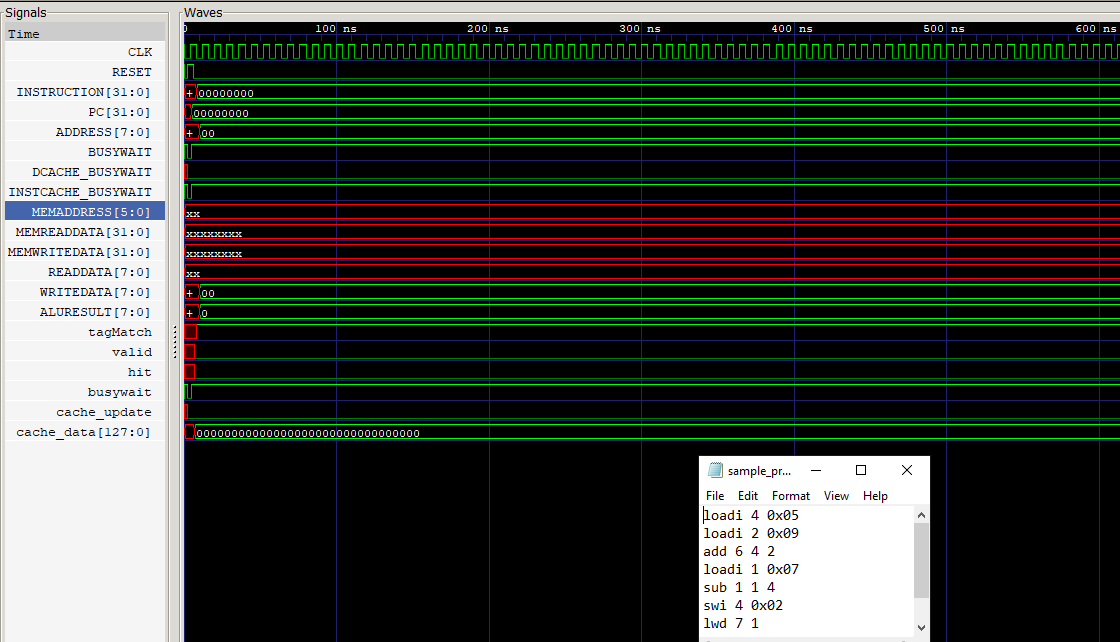 Signals
Waves
Time
0 100 ns 200 ns 300 ns 400 ns 500 ns 600 ns
CLK
RESET
INSTRUCTION[31:0] + 00000000
PC[31:0] 00000000
ADDRESS[7:0] + 00
BUSYWAIT
DCACHE_BUSYWAIT
INSTCACHE_BUSYWAIT
MEMADDRESS[5:0] xx
MEMREADDATA[31:0] xxxxxxxx
MEMWRITEDATA[31:0] xxxxxxxx
READDATA[7:0] xx
WRITEDATA[7:0] + 00
ALURESULT[7:0] + 0
tagMatch
valid
hit
busywait
cache_update
cache_data[127:0] 00000000000000000000000000000000
sample_pr...
File Edit Format View Help
loadi 4 0x05
loadi 2 0x09
add 6 4 2
loadi 1 0x07
sub 1 1 4
swi 4 0x02
lwd 7 1